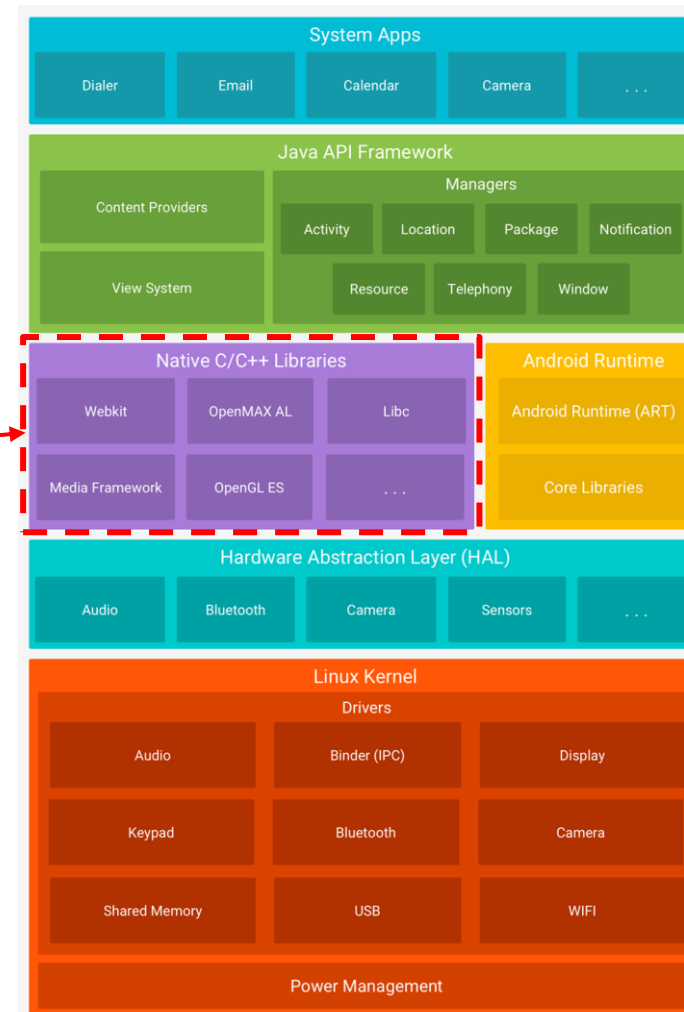 System Apps
Dialer Email Calendar Camera . . .
Java API Framework
Content Providers
View System
Managers
Activity Location Package Notification
Resource Telephony Window
Native C/C++ Libraries
Webkit OpenMAX AL Libc
Media Framework OpenGL ES . . .
Android Runtime
Android Runtime (ART)
Core Libraries
Hardware Abstraction Layer (HAL)
Audio Bluetooth Camera Sensors . . .
Linux Kernel
Drivers
Audio Binder (IPC) Display
Keypad Bluetooth Camera
Shared Memory USB WIFI
Power Management